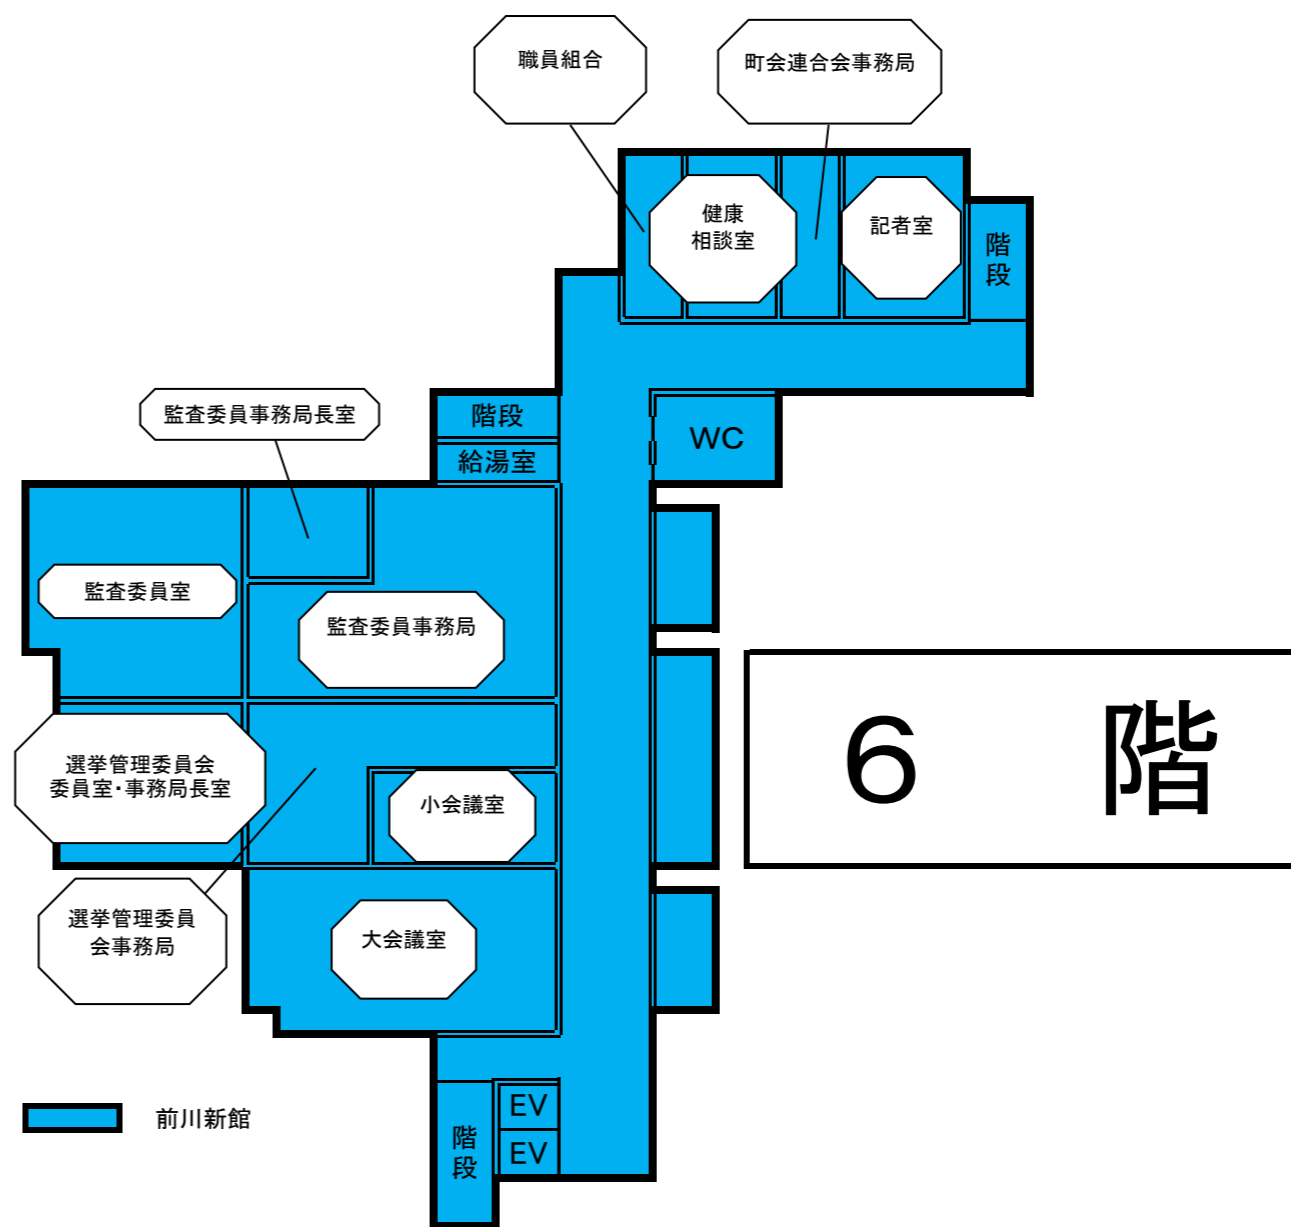 職員組合
町会連合会事務局
健康
相談室
記者室
階
段
監査委員事務局長室
階段
給湯室
WC
監査委員室
監査委員事務局
6 階
選挙管理委員会
委員室・事務局長室
小会議室
選挙管理委員
会事務局
大会議室
前川新館
階
段
EV
EV